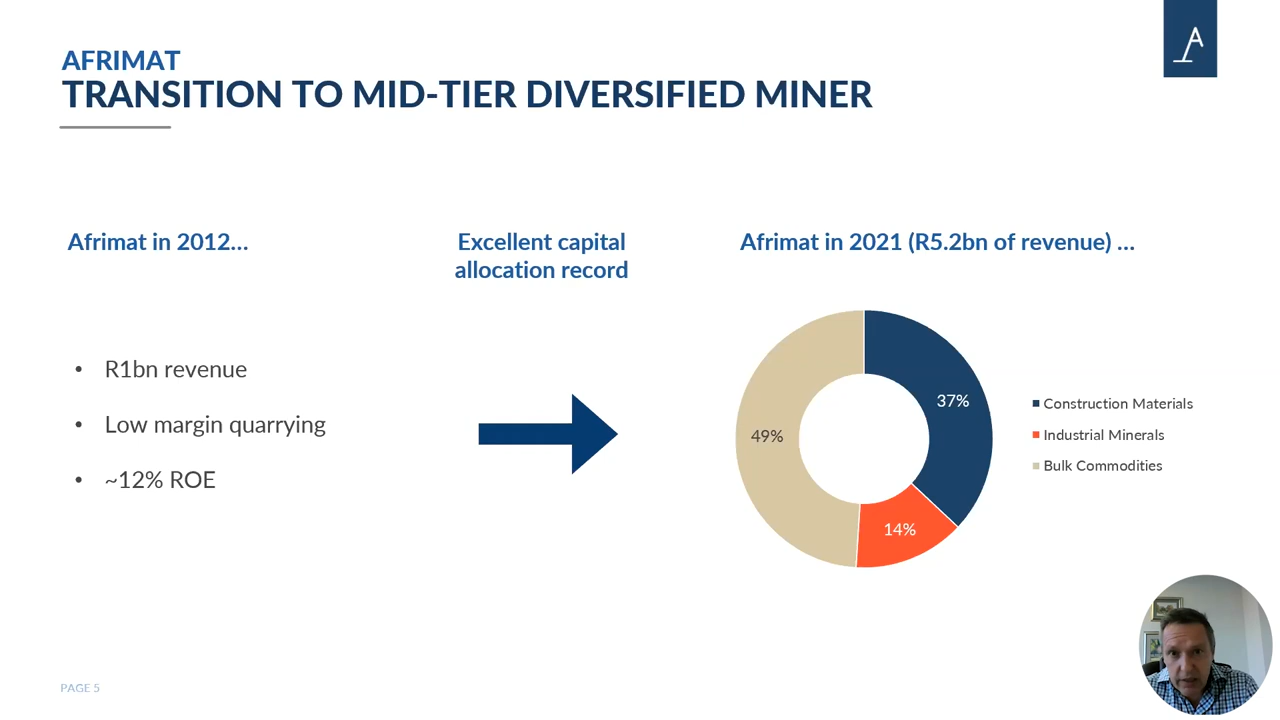 A
AFRIMAT
TRANSITION TO MID-TIER DIVERSIFIED MINER
Afrimat in 2012...
Excellent capital
allocation record
Afrimat in 2021 (R5.2bn of revenue) ...
• R1bn revenue
• Low margin quarrying
• ~12% ROE
37%
49%
14%
Construction Materials
Industrial Minerals
Bulk Commodities
PAGE 5